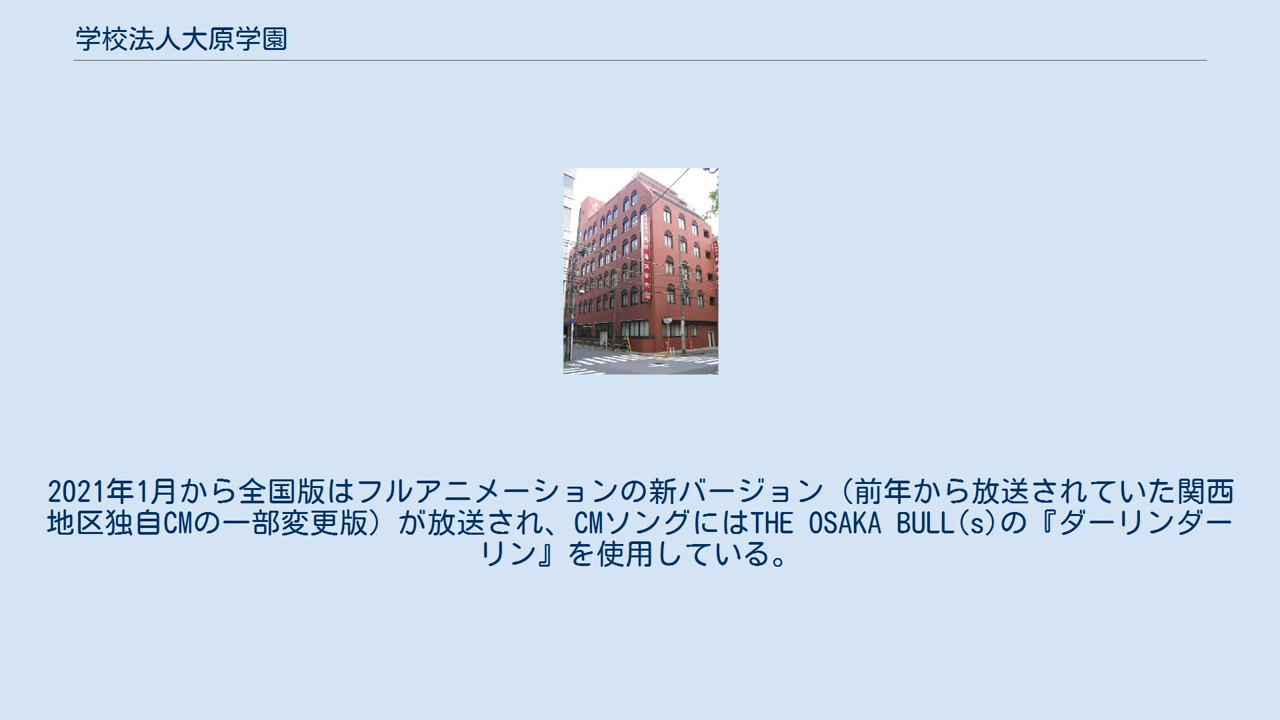 学校法人大原学園
2021年1月から全国版はフルアニメーションの新バージョン（前年から放送されていた関西
地区独自CMの一部変更版）が放送され、CMソングにはTHE OSAKA BULL(s)の『ダーリンダー
リン』を使用している。